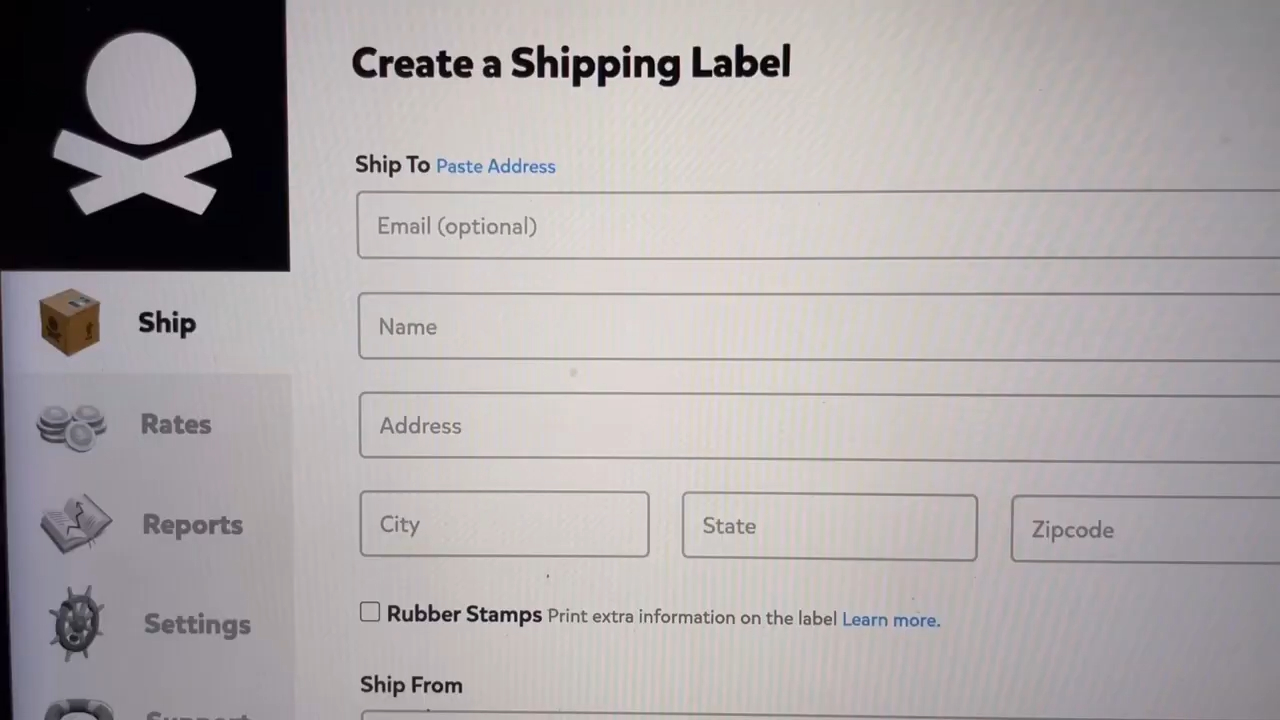 Create a Shipping Label
Ship To Paste Address
Email (optional)
Name
Address
City State Zipcode
Rubber Stamps Print extra information on the label Learn more.
Ship From
Ship
Rates
Reports
Settings
Support